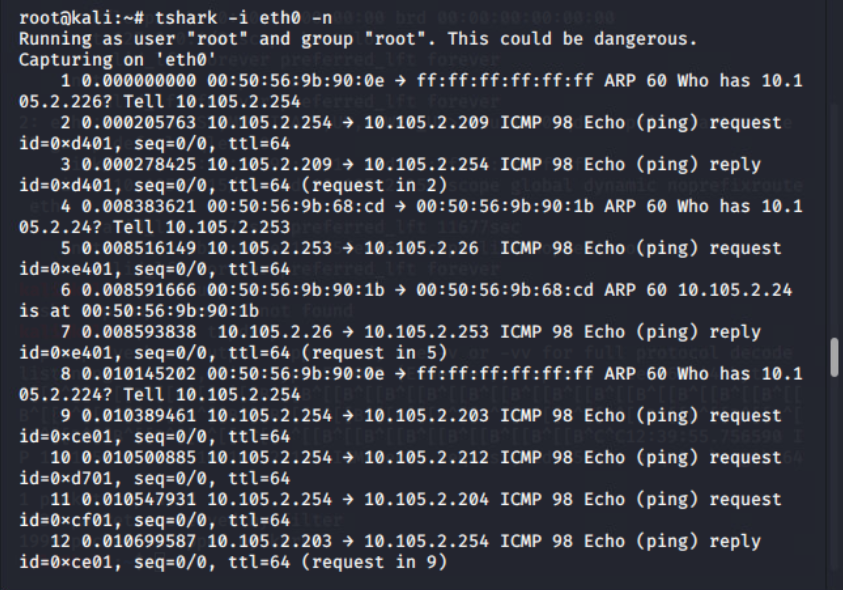 root@kali:~# tshark -i eth0 -n
Running as user "root" and group "root". This could be dangerous.
Capturing on 'eth0'
1 0.000000000 00:50:56:9b:90:0e → ff:ff:ff:ff:ff:ff ARP 60 Who has 10.1
05.2.226? Tell 10.105.2.254
2 0.000205763 10.105.2.254 → 10.105.2.209 ICMP 98 Echo (ping) request
id=0×d401, seq=0/0, ttl=64
3 0.000278425 10.105.2.209 → 10.105.2.254 ICMP 98 Echo (ping) reply
id=0×d401, seq=0/0, ttl=64 (request in 2)
4 0.008383621 00:50:56:9b:68:cd → 00:50:56:9b:90:1b ARP 60 Who has 10.1
05.2.24? Tell 10.105.2.253
5 0.008516149 10.105.2.253 → 10.105.2.26 ICMP 98 Echo (ping) request
id=0×e401, seq=0/0, ttl=64
6 0.008591666 00:50:56:9b:90:1b → 00:50:56:9b:68:cd ARP 60 10.105.2.24
is at 00:50:56:9b:90:1b
7 0.008593838 10.105.2.26 → 10.105.2.253 ICMP 98 Echo (ping) reply
id=0×e401, seq=0/0, ttl=64 (request in 5)
8 0.010145202 00:50:56:9b:90:0e → ff:ff:ff:ff:ff:ff ARP 60 Who has 10.1
05.2.224? Tell 10.105.2.254
9 0.010389461 10.105.2.254 → 10.105.2.203 ICMP 98 Echo (ping) request
id=0×ce01, seq=0/0, ttl=64
10 0.010500885 10.105.2.254 → 10.105.2.212 ICMP 98 Echo (ping) request
id=0×d701, seq=0/0, ttl=64
11 0.010547931 10.105.2.254 → 10.105.2.204 ICMP 98 Echo (ping) request
id=0×cf01, seq=0/0, ttl=64
12 0.010699587 10.105.2.203 → 10.105.2.254 ICMP 98 Echo (ping) reply
id=0×ce01, seq=0/0, ttl=64 (request in 9)